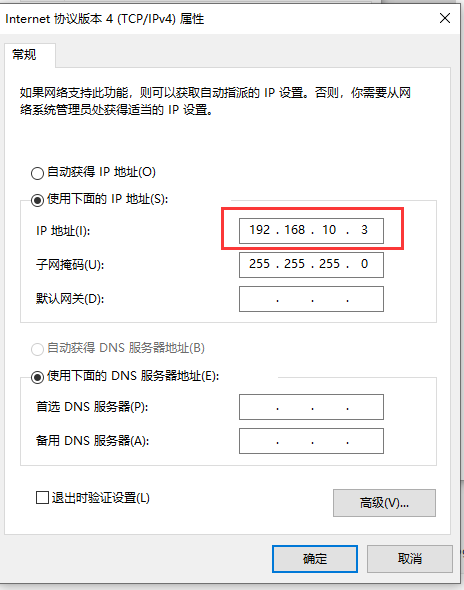 Internet 协议版本 4 (TCP/IPv4) 属性
常规
如果网络支持此功能，则可以获取自动指派的 IP 设置。否则，你需要从网
络系统管理员处获得适当的 IP 设置。
自动获得 IP 地址(O)
使用下面的 IP 地址(S):
IP 地址(I): 192 . 168 . 10 . 3
子网掩码(U): 255 . 255 . 255 . 0
默认网关(D): . . .
自动获得 DNS 服务器地址(B)
使用下面的 DNS 服务器地址(E):
首选 DNS 服务器(P): . . .
备用 DNS 服务器(A): . . .
退出时验证设置(L)
高级(V)...
确定 取消